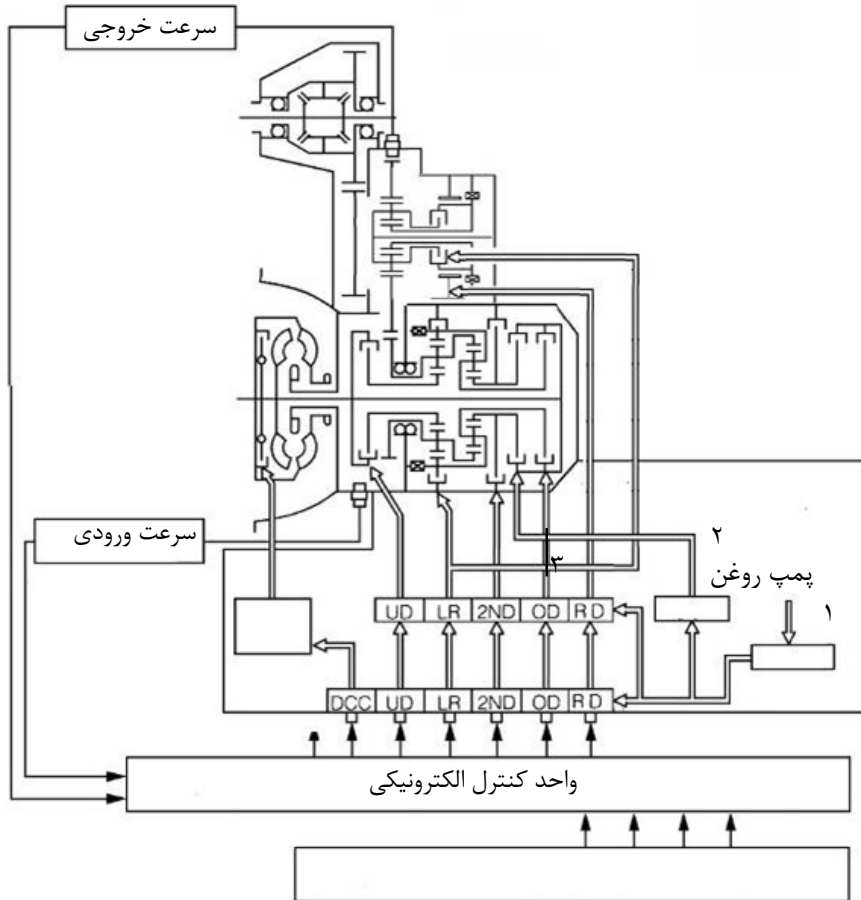 سرعت خروجی
سرعت ورودی
۲
پمپ روغن
۳
۱
UD LR 2ND OD RD
DCC UD LR 2ND OD RD
واحد کنترل الکترونیکی